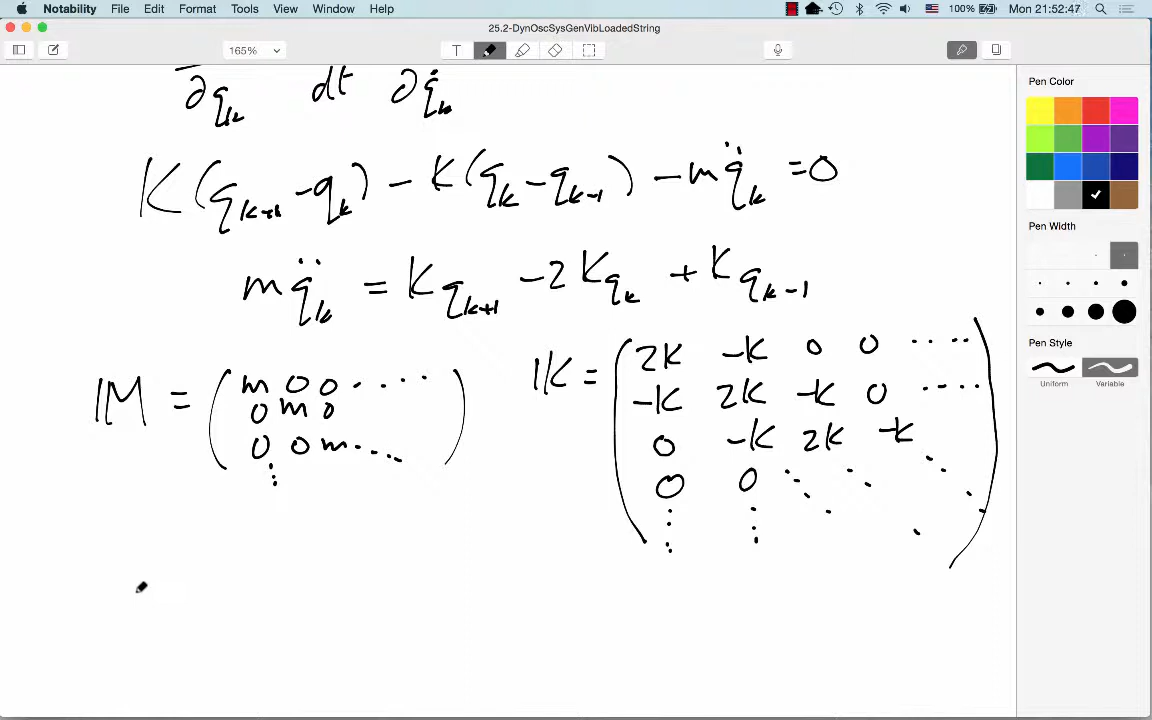 Notability File Edit Format Tools View Window Help 100% Mon 21:52:47
25.2-DynOscSysGenVibLoadedString
165% T
∂q_k dt ∂q̇_k
K(q_{k+1} - q_k) - K(q_k - q_{k-1}) - m q̈_k = 0
m q̈_k = K q_{k+1} - 2K q_k + K q_{k-1}
𝕄 = ( m 0 0 ....
0 m 0
0 0 m ....
⋮ )
𝕂 = ( 2K -K 0 0 .....
-K 2K -K 0 ....
0 -K 2K -K ⋱
0 0 ⋱ ⋱ ⋱
⋮ ⋮ ⋱ )
Pen Color
Pen Width
Pen Style
Uniform Variable